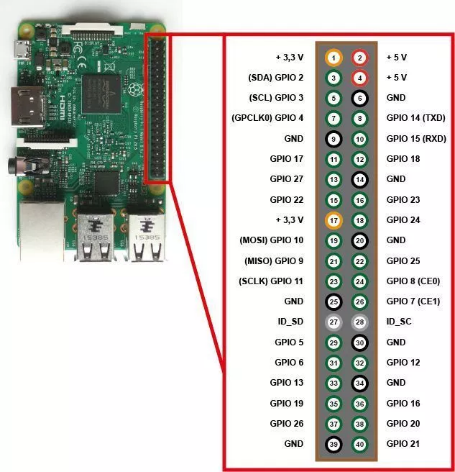 HDMI
+ 3,3 V 1 2 + 5 V
(SDA) GPIO 2 3 4 + 5 V
(SCL) GPIO 3 5 6 GND
(GPCLK0) GPIO 4 7 8 GPIO 14 (TXD)
GND 9 10 GPIO 15 (RXD)
GPIO 17 11 12 GPIO 18
GPIO 27 13 14 GND
GPIO 22 15 16 GPIO 23
+ 3,3 V 17 18 GPIO 24
(MOSI) GPIO 10 19 20 GND
(MISO) GPIO 9 21 22 GPIO 25
(SCLK) GPIO 11 23 24 GPIO 8 (CE0)
GND 25 26 GPIO 7 (CE1)
ID_SD 27 28 ID_SC
GPIO 5 29 30 GND
GPIO 6 31 32 GPIO 12
GPIO 13 33 34 GND
GPIO 19 35 36 GPIO 16
GPIO 26 37 38 GPIO 20
GND 39 40 GPIO 21